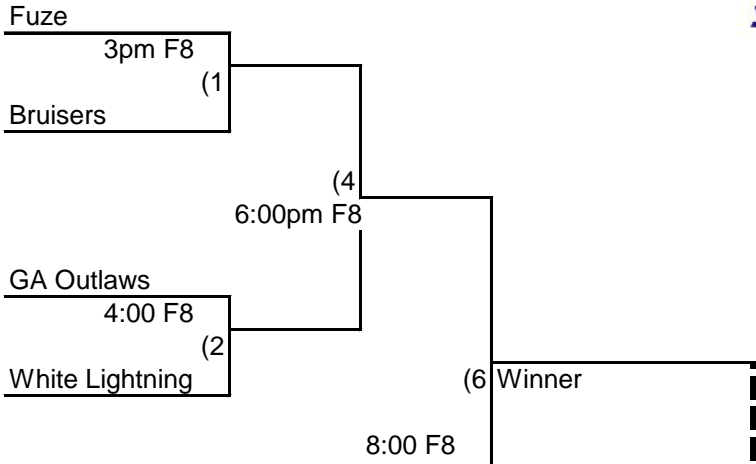 Fuze
3pm F8
(1
Bruisers
(4
6:00pm F8
GA Outlaws
4:00 F8
(2
White Lightning
(6 Winner
8:00 F8